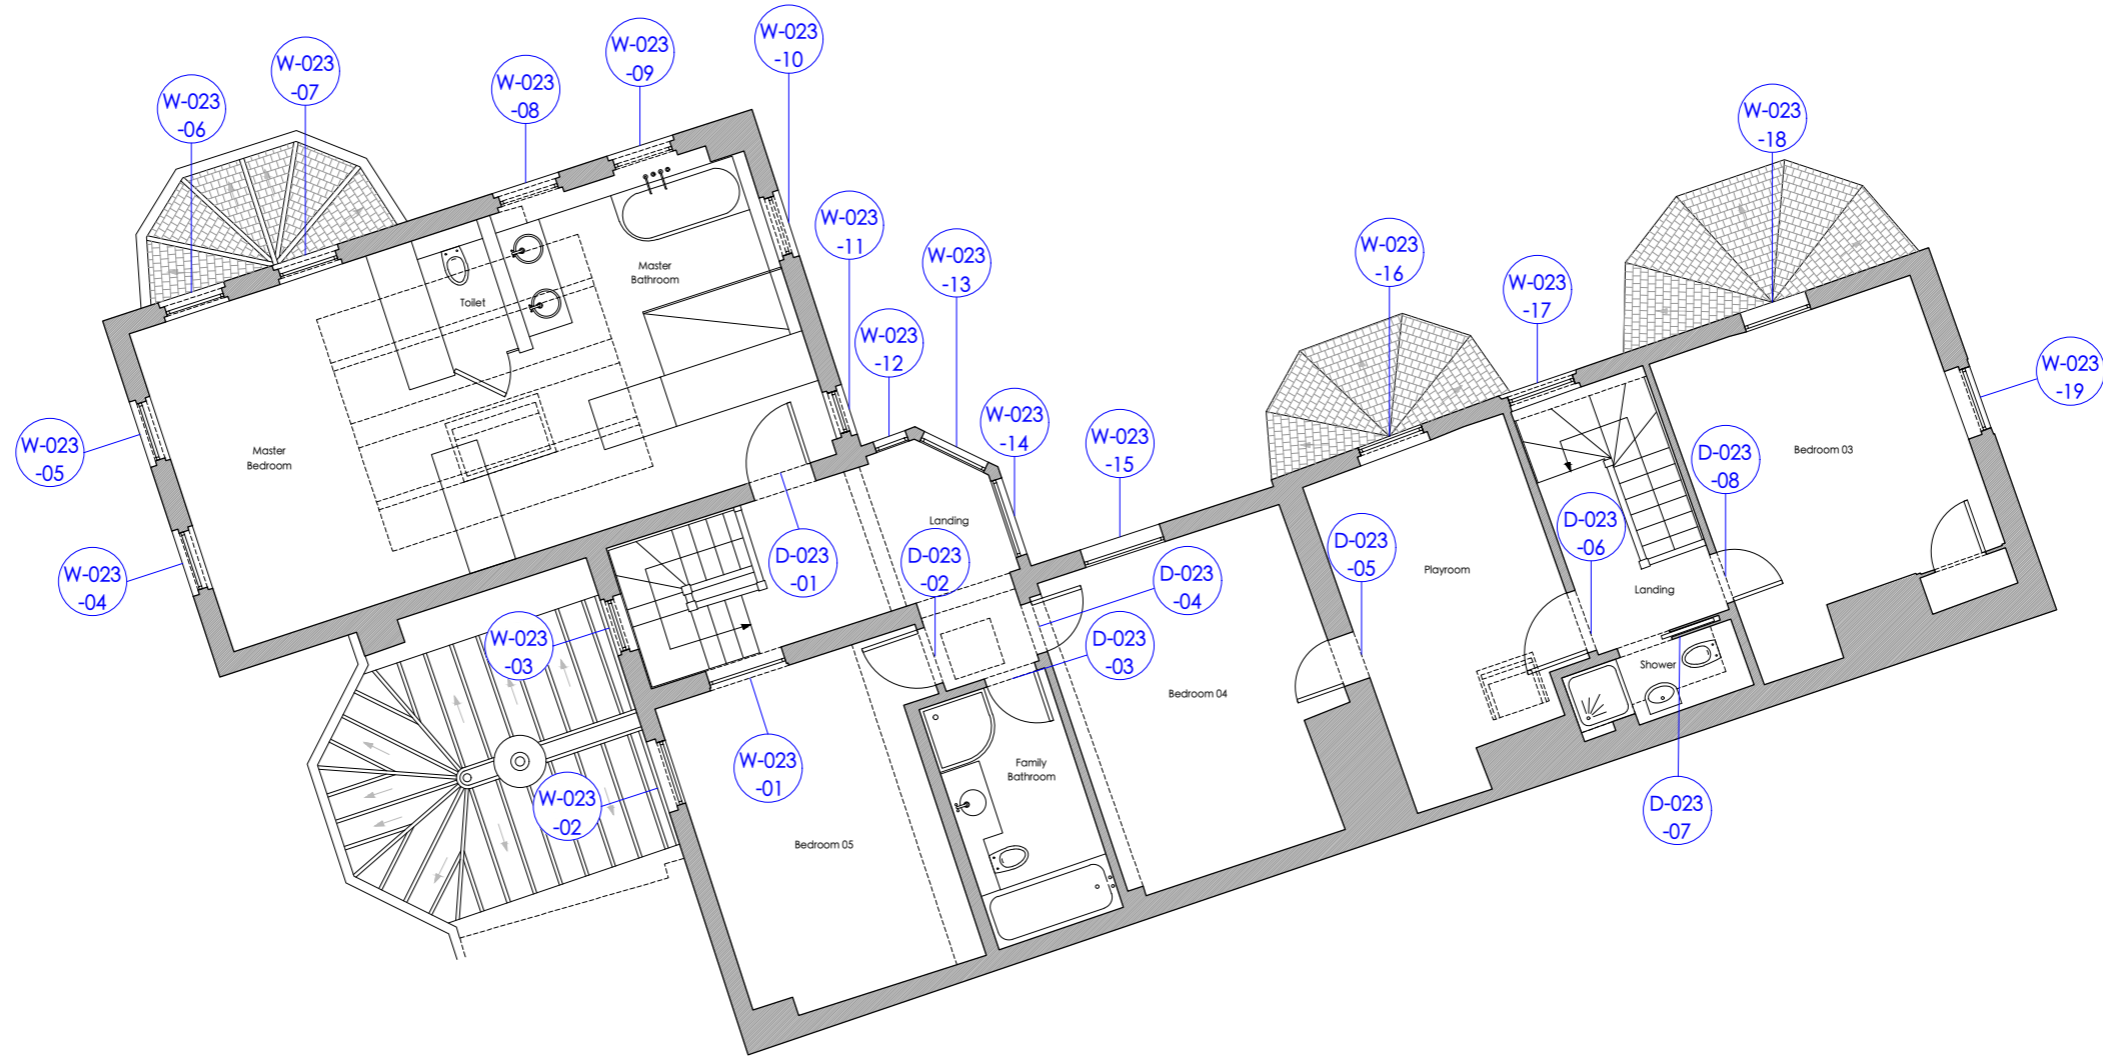 W-023
-10
W-023
-09
W-023
-07
W-023
-08
W-023
-06
W-023
-18
W-023
-11
W-023
-13
W-023
-16
W-023
-17
Master
Bathroom
Toilet
W-023
-12
W-023
-19
W-023
-14
W-023
-15
W-023
-05
Master
Bedroom
Bedroom 03
D-023
-08
Landing
D-023
-06
D-023
-05
D-023
-01
D-023
-02
D-023
-04
W-023
-04
Playroom
Landing
W-023
-03
D-023
-03
Shower
Bedroom 04
W-023
-01
Family
Bathroom
W-023
-02
D-023
-07
Bedroom 05